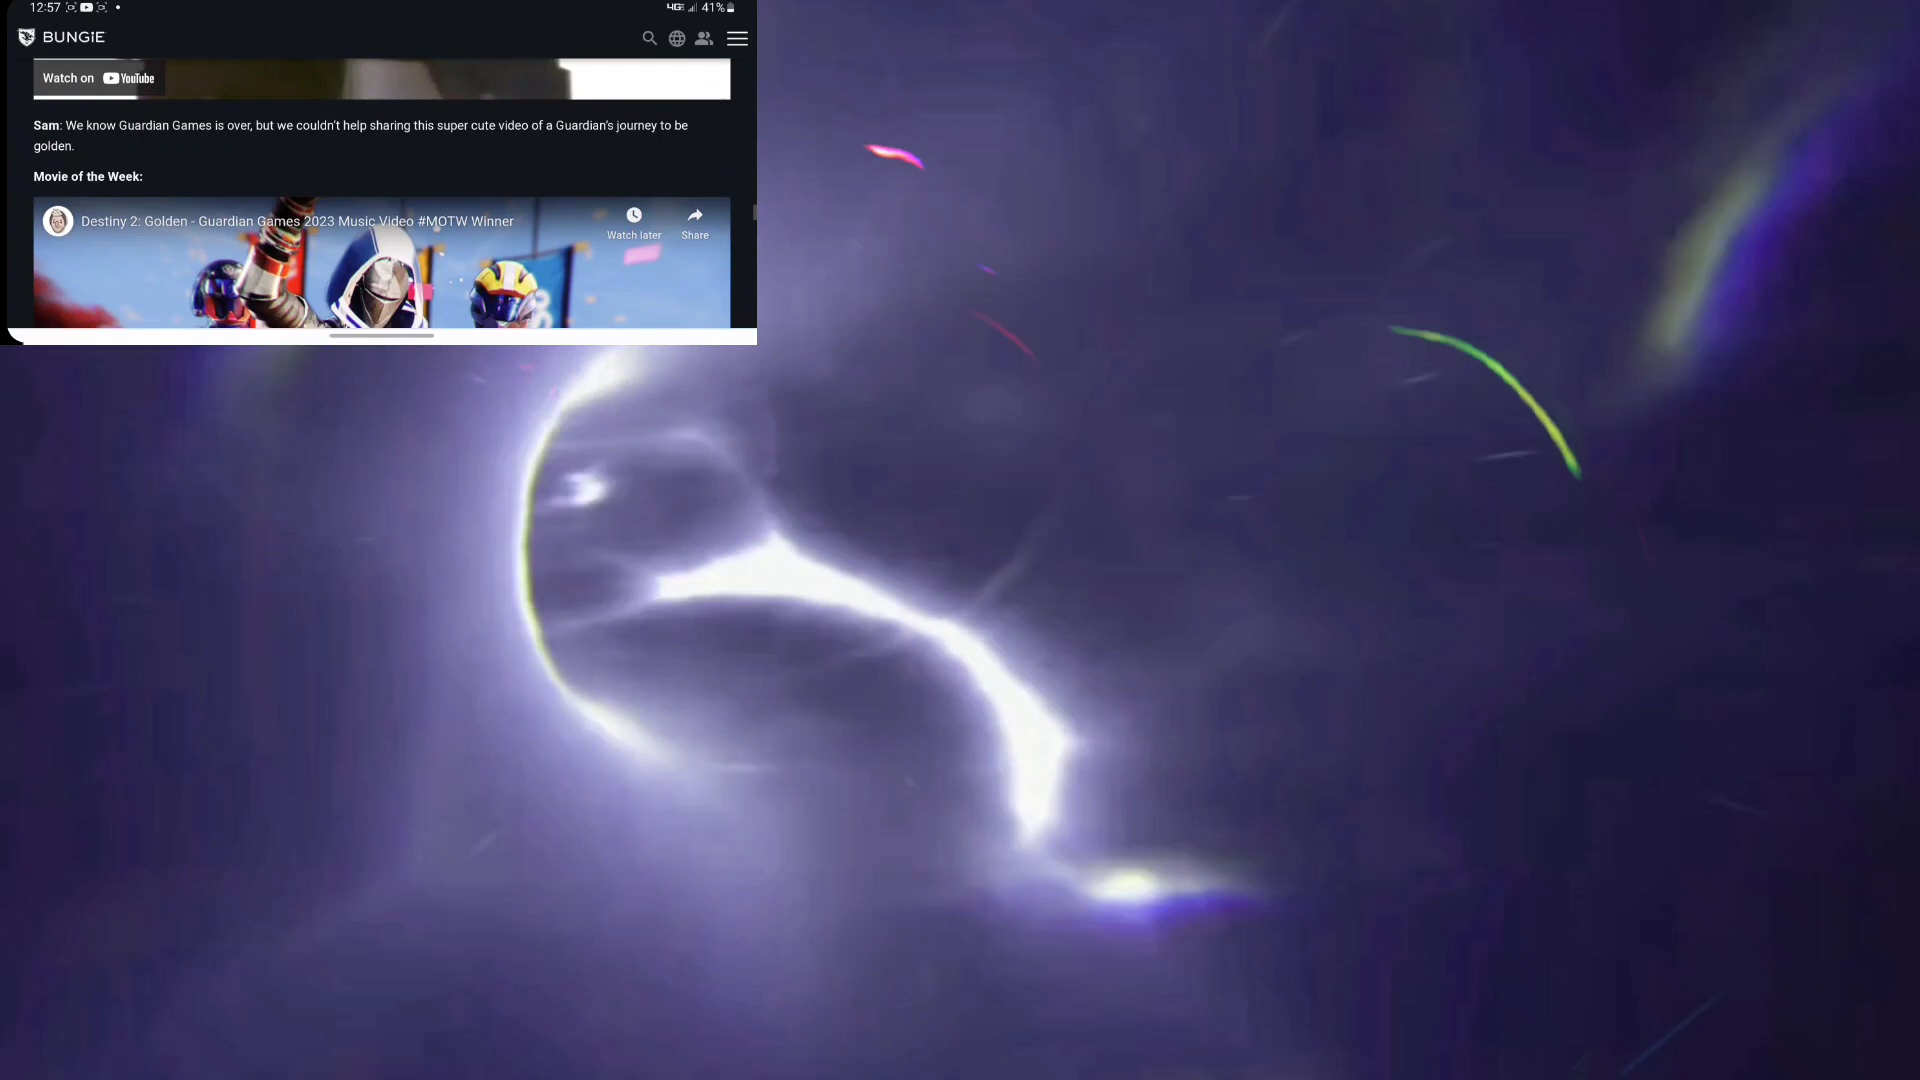 12:57
4G 41%
BUNGiE
Watch on YouTube
Sam: We know Guardian Games is over, but we couldn’t help sharing this super cute video of a Guardian’s journey to be
golden.
Movie of the Week:
Destiny 2: Golden - Guardian Games 2023 Music Video #MOTW Winner
Watch later Share